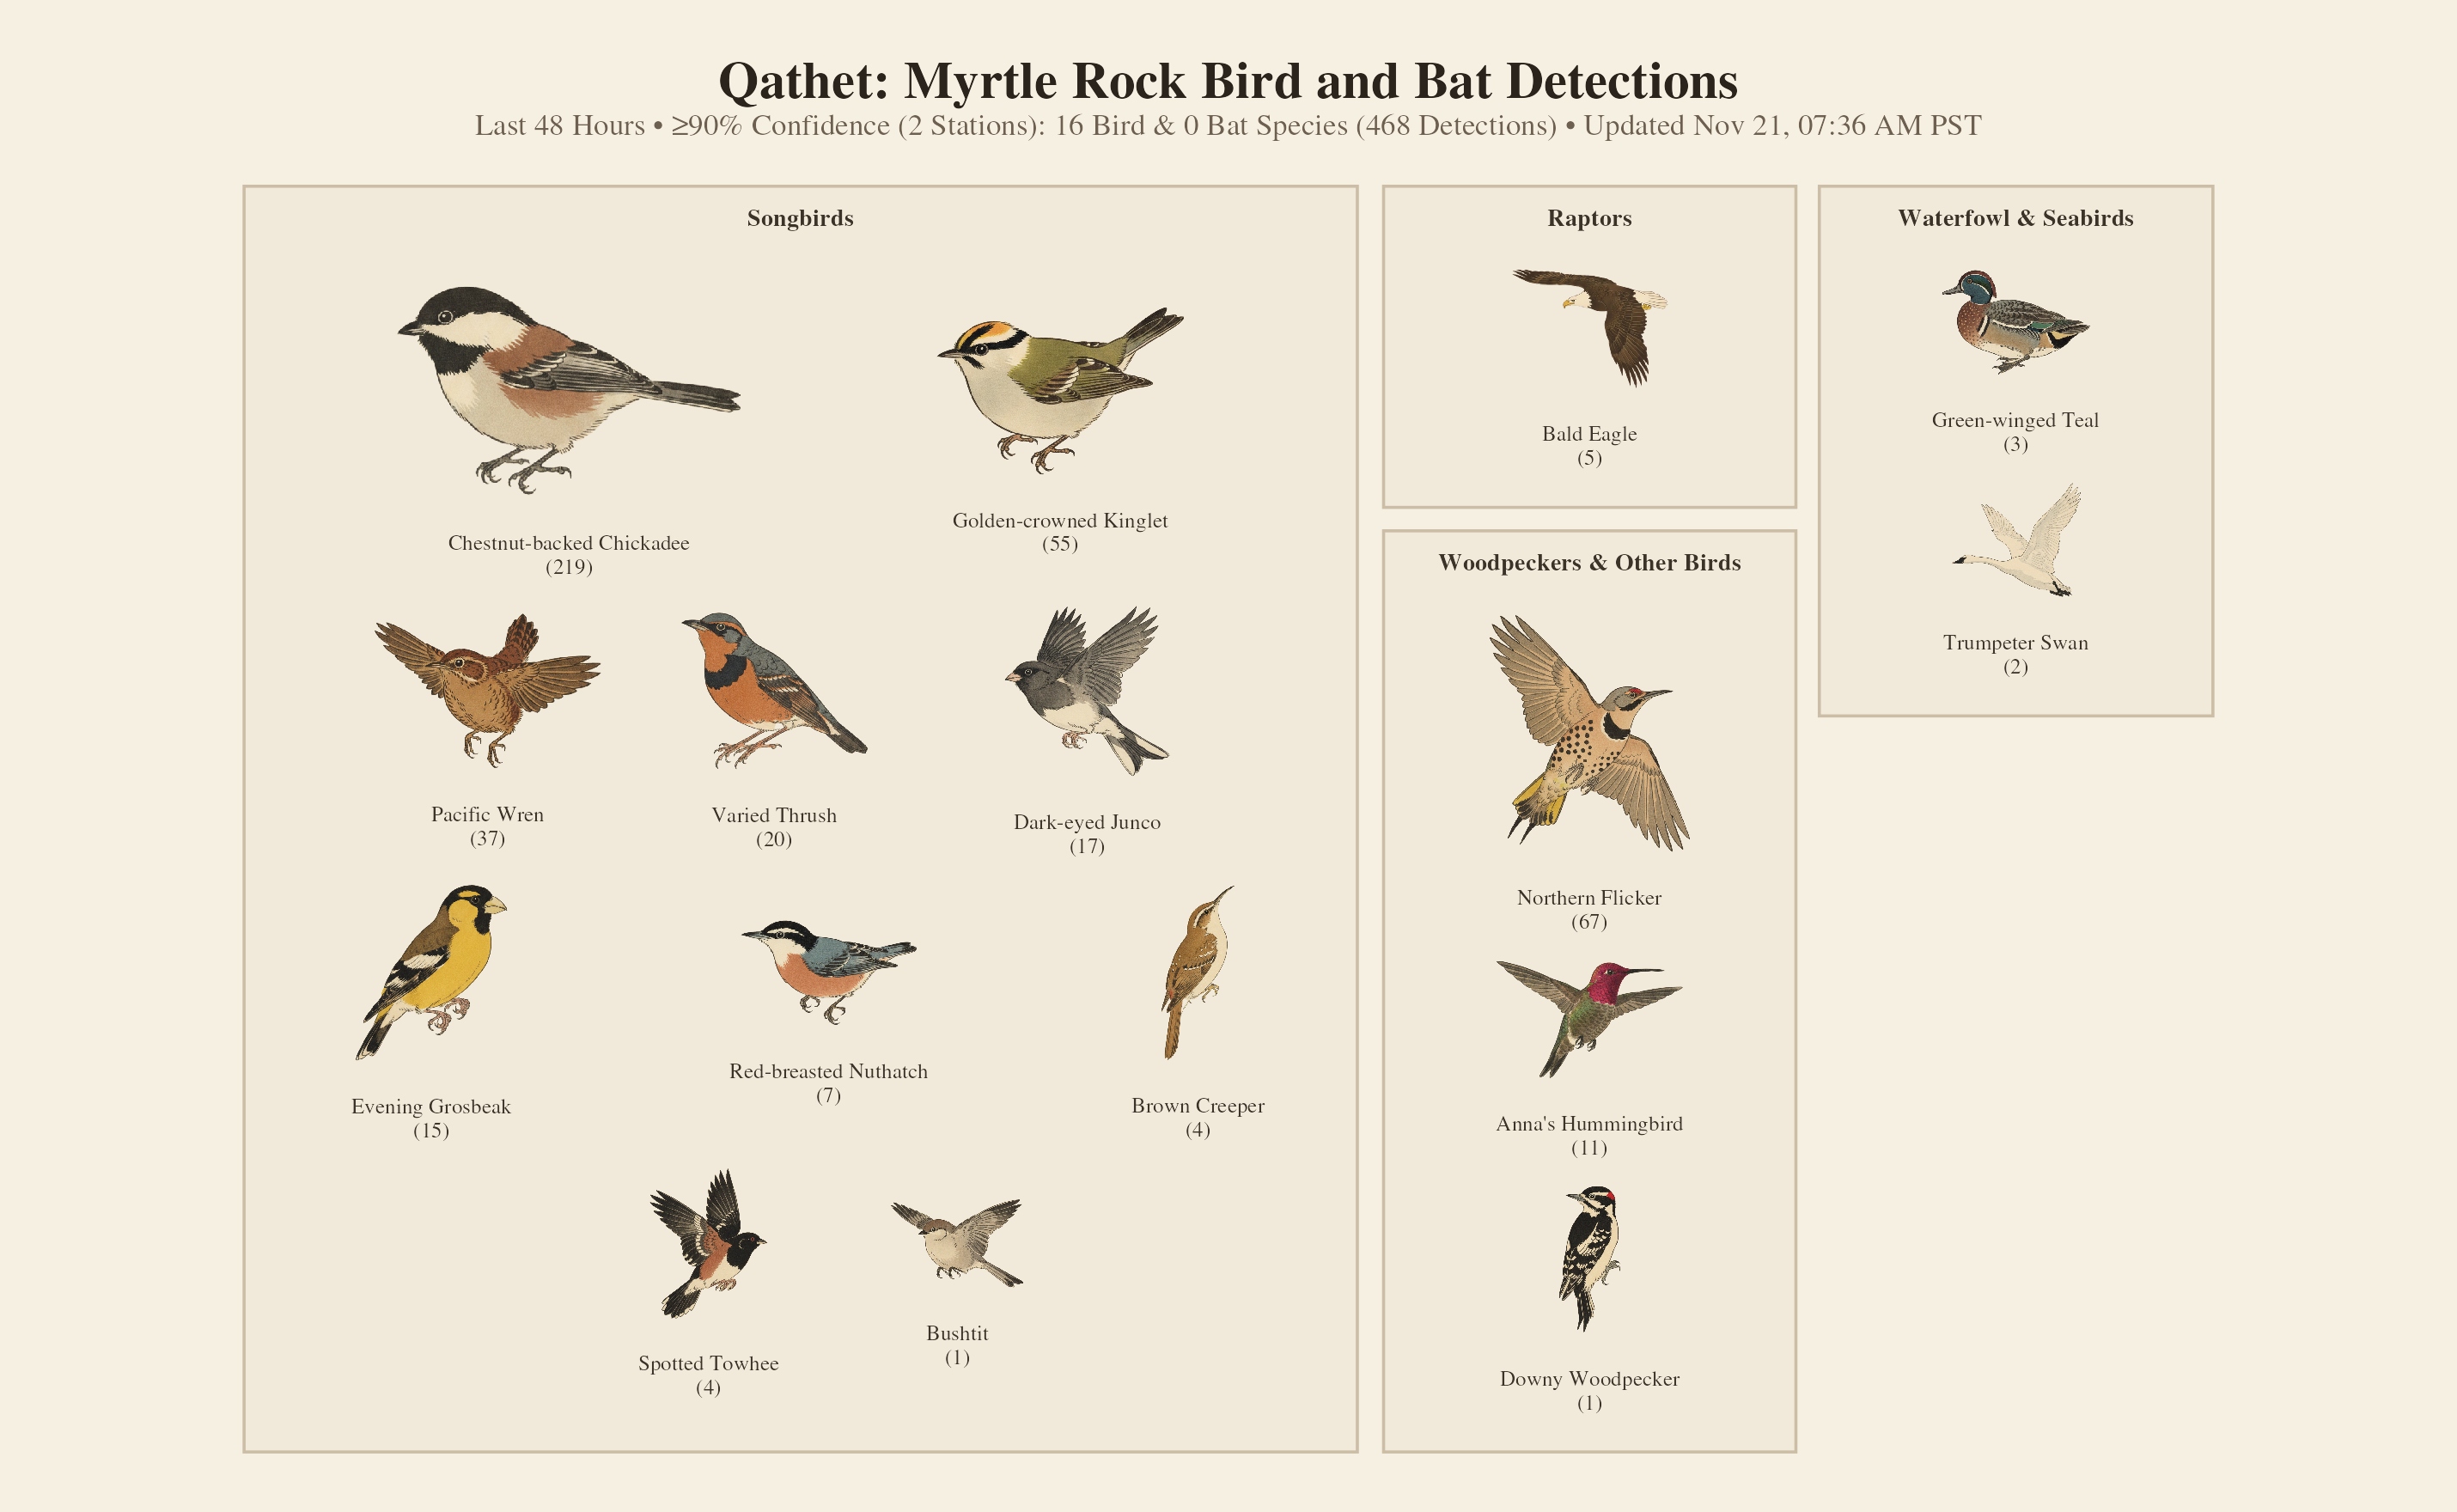 Qathet: Myrtle Rock Bird and Bat Detections
Last 48 Hours • ≥90% Confidence (2 Stations): 16 Bird & 0 Bat Species (468 Detections) • Updated Nov 21, 07:36 AM PST
Songbirds
Chestnut-backed Chickadee
(219)
Golden-crowned Kinglet
(55)
Pacific Wren
(37)
Varied Thrush
(20)
Dark-eyed Junco
(17)
Evening Grosbeak
(15)
Red-breasted Nuthatch
(7)
Brown Creeper
(4)
Spotted Towhee
(4)
Bushtit
(1)
Raptors
Bald Eagle
(5)
Woodpeckers & Other Birds
Northern Flicker
(67)
Anna's Hummingbird
(11)
Downy Woodpecker
(1)
Waterfowl & Seabirds
Green-winged Teal
(3)
Trumpeter Swan
(2)